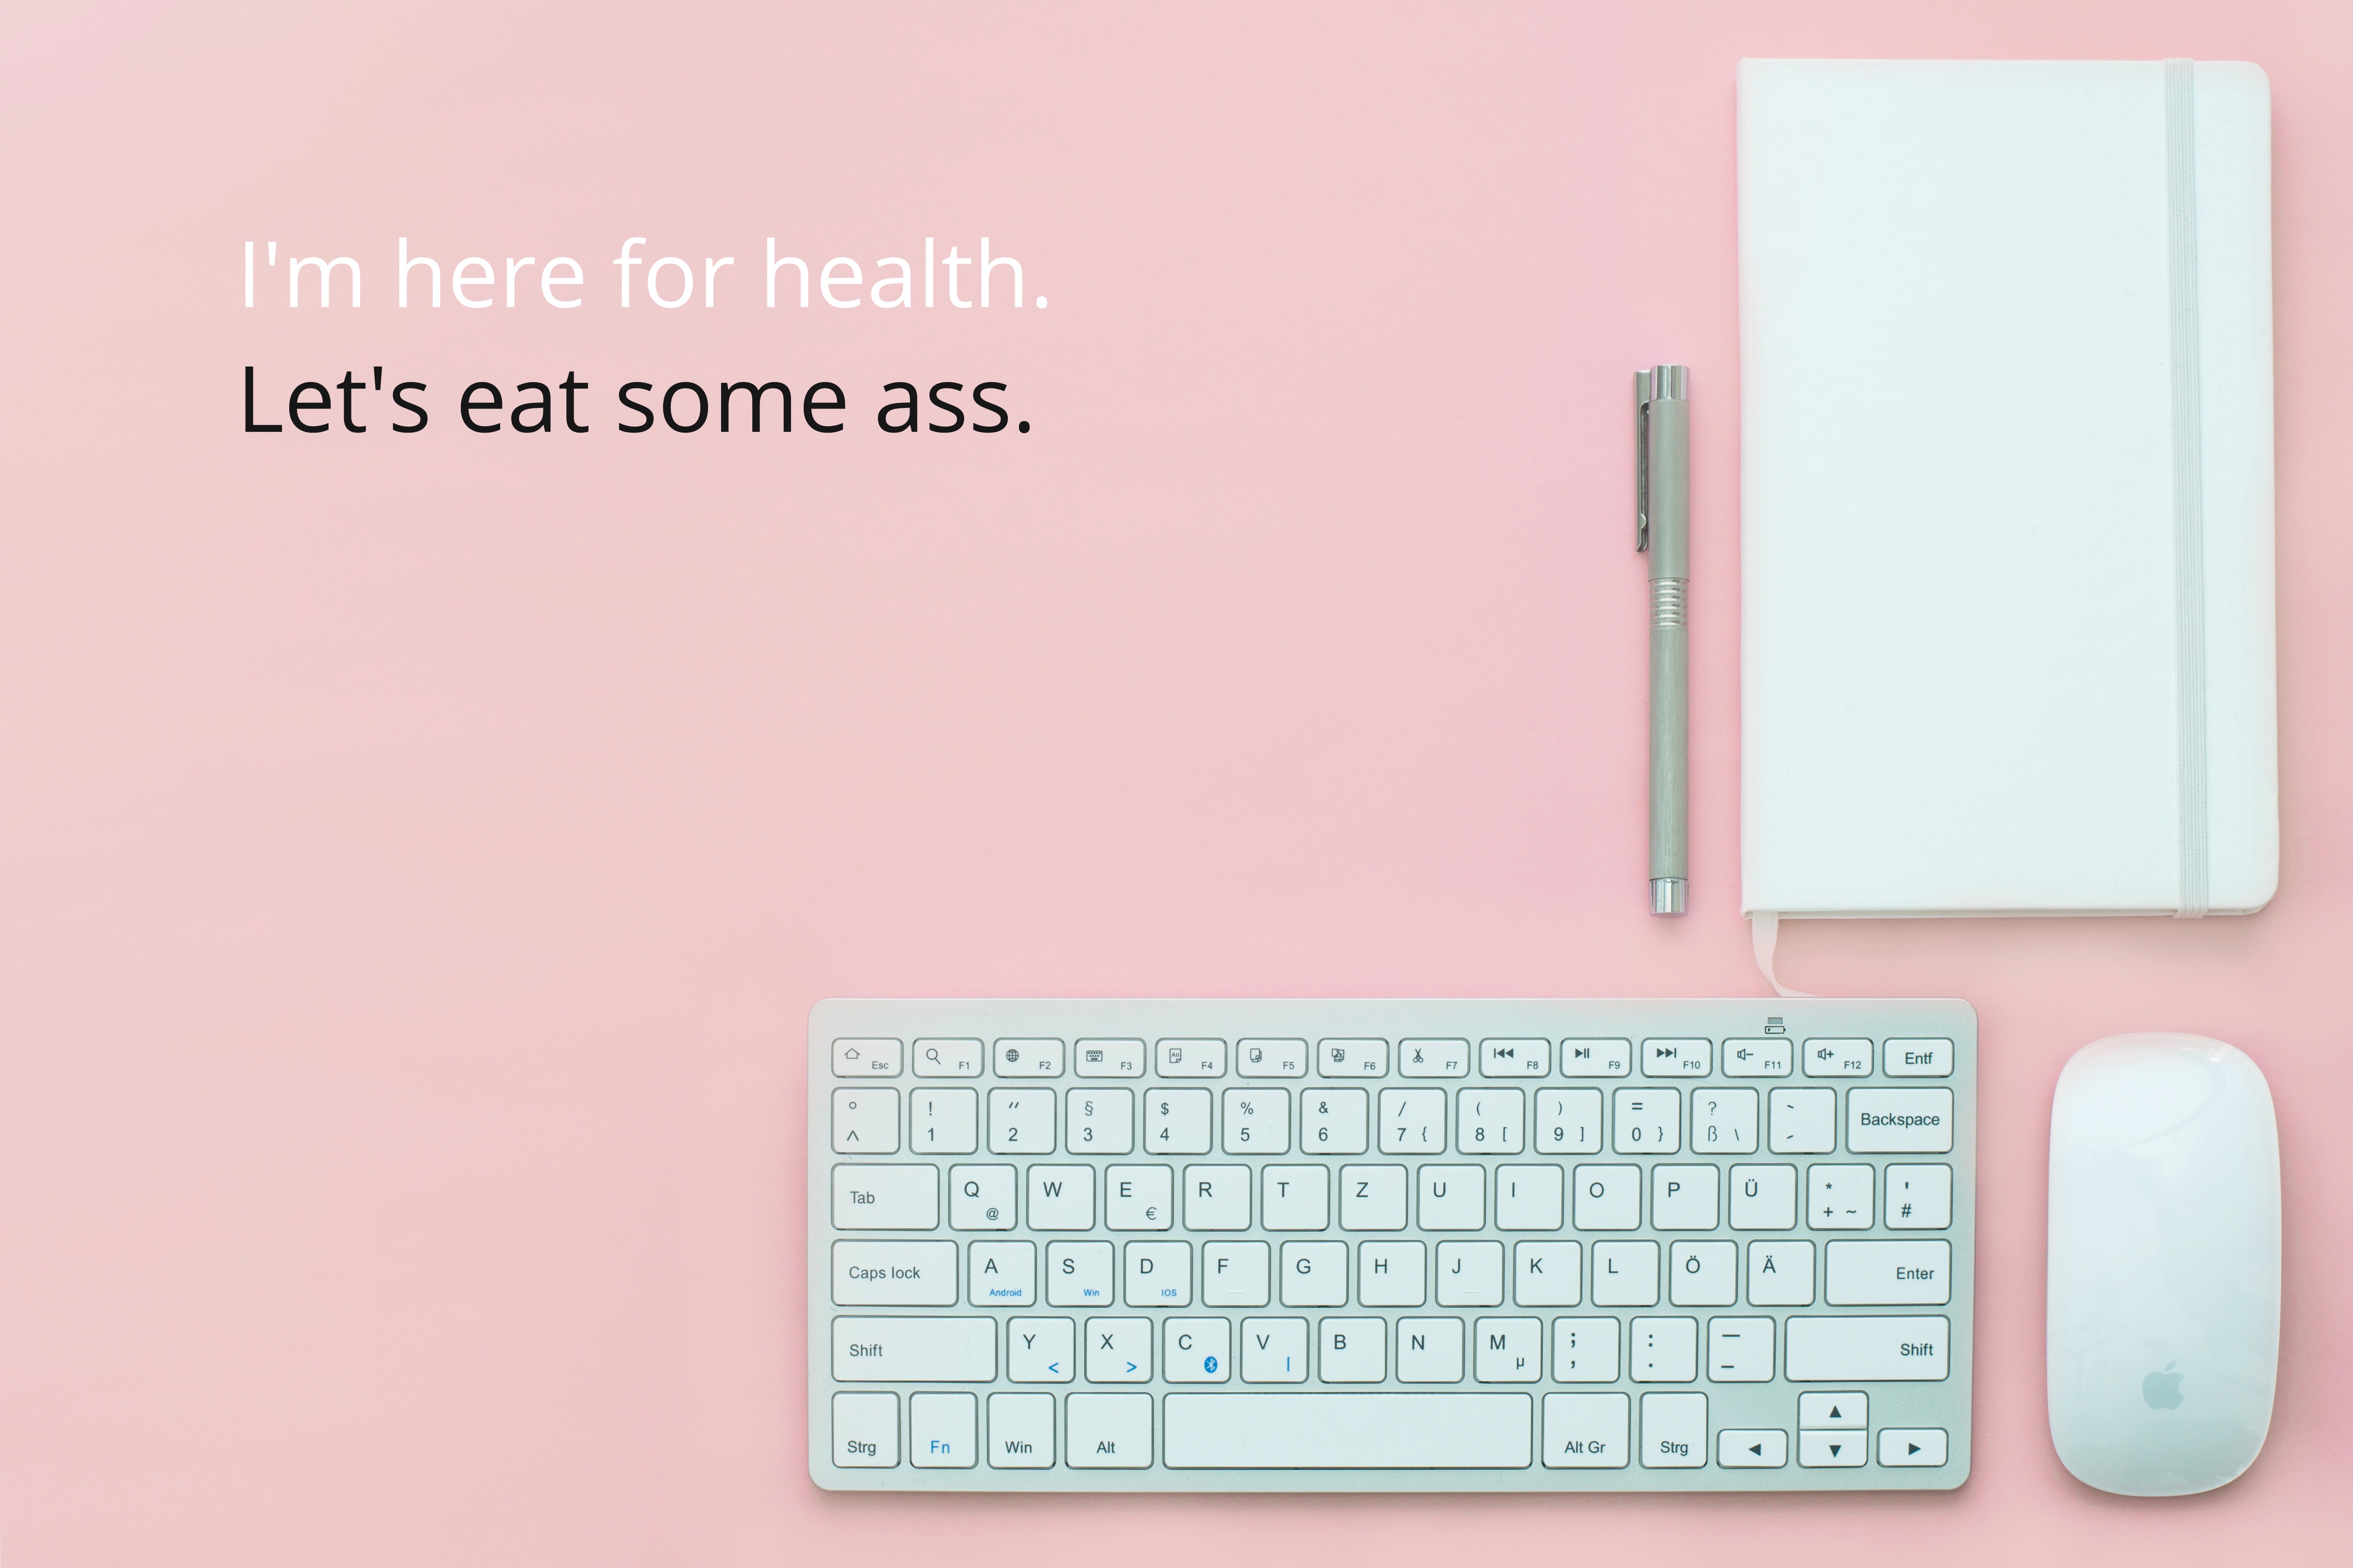 I'm here for health.
Let's eat some ass.
Esc F1 F2 F3 F4 F5 F6 F7 F8 F9 F10 F11 F12 Entf
° ! " § $ % & / ( ) = ? ` Backspace
^ 1 2 3 4 5 6 7 { 8 [ 9 ] 0 } ß \ ´
Tab Q @ W E € R T Z U I O P Ü * + ~ ' #
Caps lock A Android S Win D IOS F G H J K L Ö Ä Enter
Shift Y < X > C V | B N M µ ; , : . — _ Shift
Strg Fn Win Alt Alt Gr Strg ◄ ▲ ▼ ►